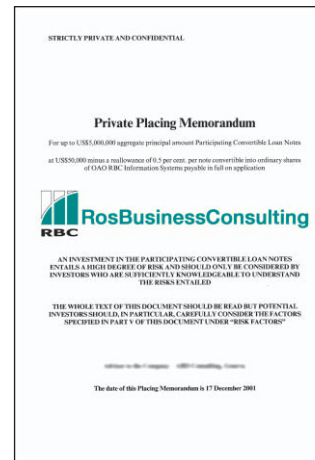 STRICTLY PRIVATE AND CONFIDENTIAL
Private Placing Memorandum
For up to US$5,000,000 aggregate principal amount Participating Convertible Loan Notes
at US$50,000 minus a reallowance of 0.5 per cent. per note convertible into ordinary shares
of OAO RBC Information Systems payable in full on application
RBC
RosBusinessConsulting
AN INVESTMENT IN THE PARTICIPATING CONVERTIBLE LOAN NOTES
ENTAILS A HIGH DEGREE OF RISK AND SHOULD ONLY BE CONSIDERED BY
INVESTORS WHO ARE SUFFICIENTLY KNOWLEDGEABLE TO UNDERSTAND
THE RISKS ENTAILED
THE WHOLE TEXT OF THIS DOCUMENT SHOULD BE READ BUT POTENTIAL
INVESTORS SHOULD, IN PARTICULAR, CAREFULLY CONSIDER THE FACTORS
SPECIFIED IN PART V OF THIS DOCUMENT UNDER "RISK FACTORS"
The date of this Placing Memorandum is 17 December 2001